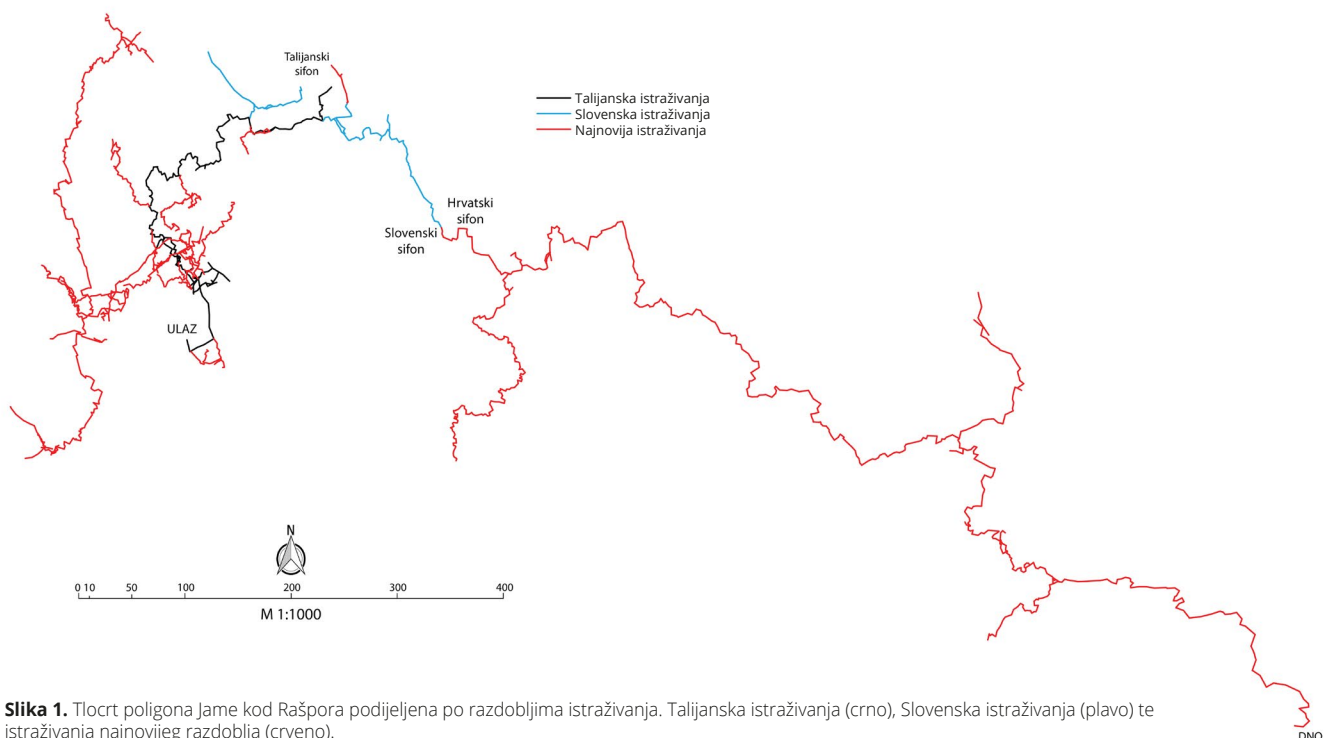 Talijanski
sifon
Talijanska istraživanja
Slovenska istraživanja
Najnovija istraživanja
Hrvatski
sifon
Slovenski
sifon
ULAZ
N
0 10 50 100 200 300 400
M 1:1000
Slika 1. Tlocrt poligona Jame kod Rašpora podijeljena po razdobljima istraživanja. Talijanska istraživanja (crno), Slovenska istraživanja (plavo) te
istraživanja najnovijeg razdoblja (crveno).
DNO